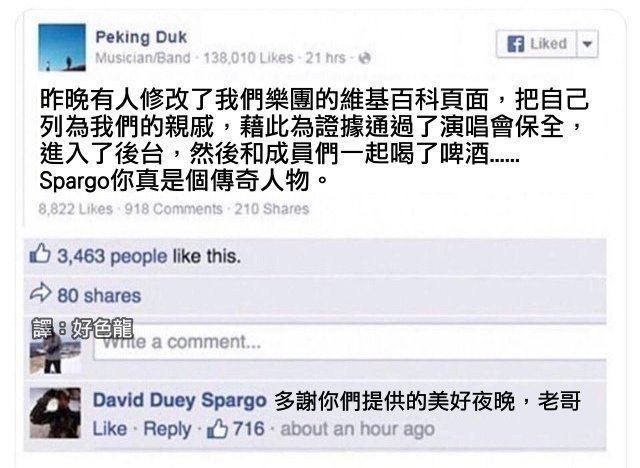 Peking Duk
Musician/Band · 138,010 Likes · 21 hrs ·
Liked
昨晚有人修改了我們樂團的維基百科頁面，把自己
列為我們的親戚，藉此為證據通過了演唱會保全，
進入了後台，然後和成員們一起喝了啤酒......
Spargo你真是個傳奇人物。
8,822 Likes · 918 Comments · 210 Shares
3,463 people like this.
80 shares
譯：好色龍
Write a comment...
David Duey Spargo 多謝你們提供的美好夜晚，老哥
Like · Reply · 716 · about an hour ago